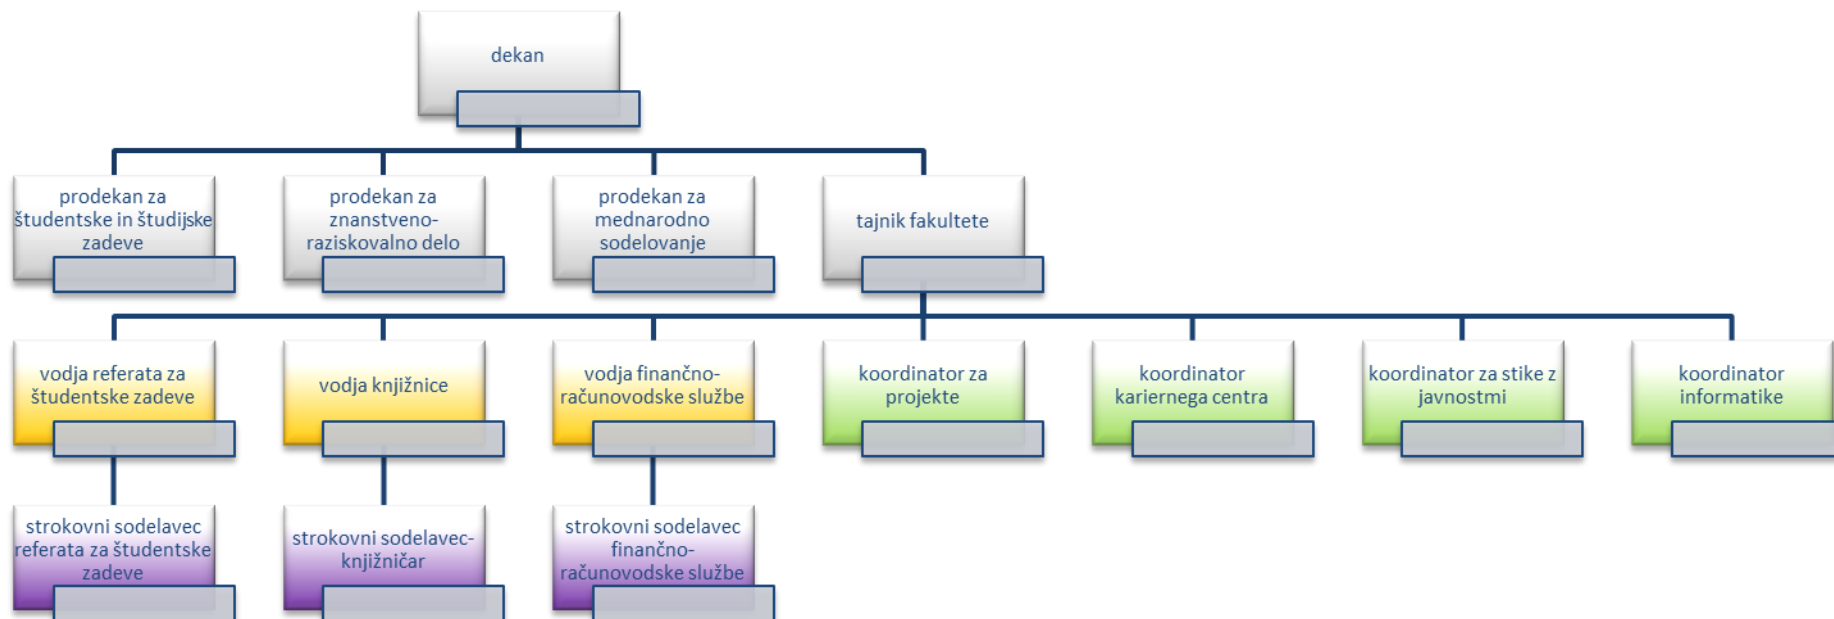 dekan
prodekan za
študentske in študijske
zadeve
prodekan za
znanstveno-
raziskovalno delo
prodekan za
mednarodno
sodelovanje
tajnik fakultete
vodja referata za
študentske zadeve
vodja knjižnice
vodja finančno-
računovodske službe
koordinator za
projekte
koordinator
kariernega centra
koordinator za stike z
javnostmi
koordinator
informatike
strokovni sodelavec
referata za študentske
zadeve
strokovni sodelavec-
knjižničar
strokovni sodelavec
finančno-
računovodske službe